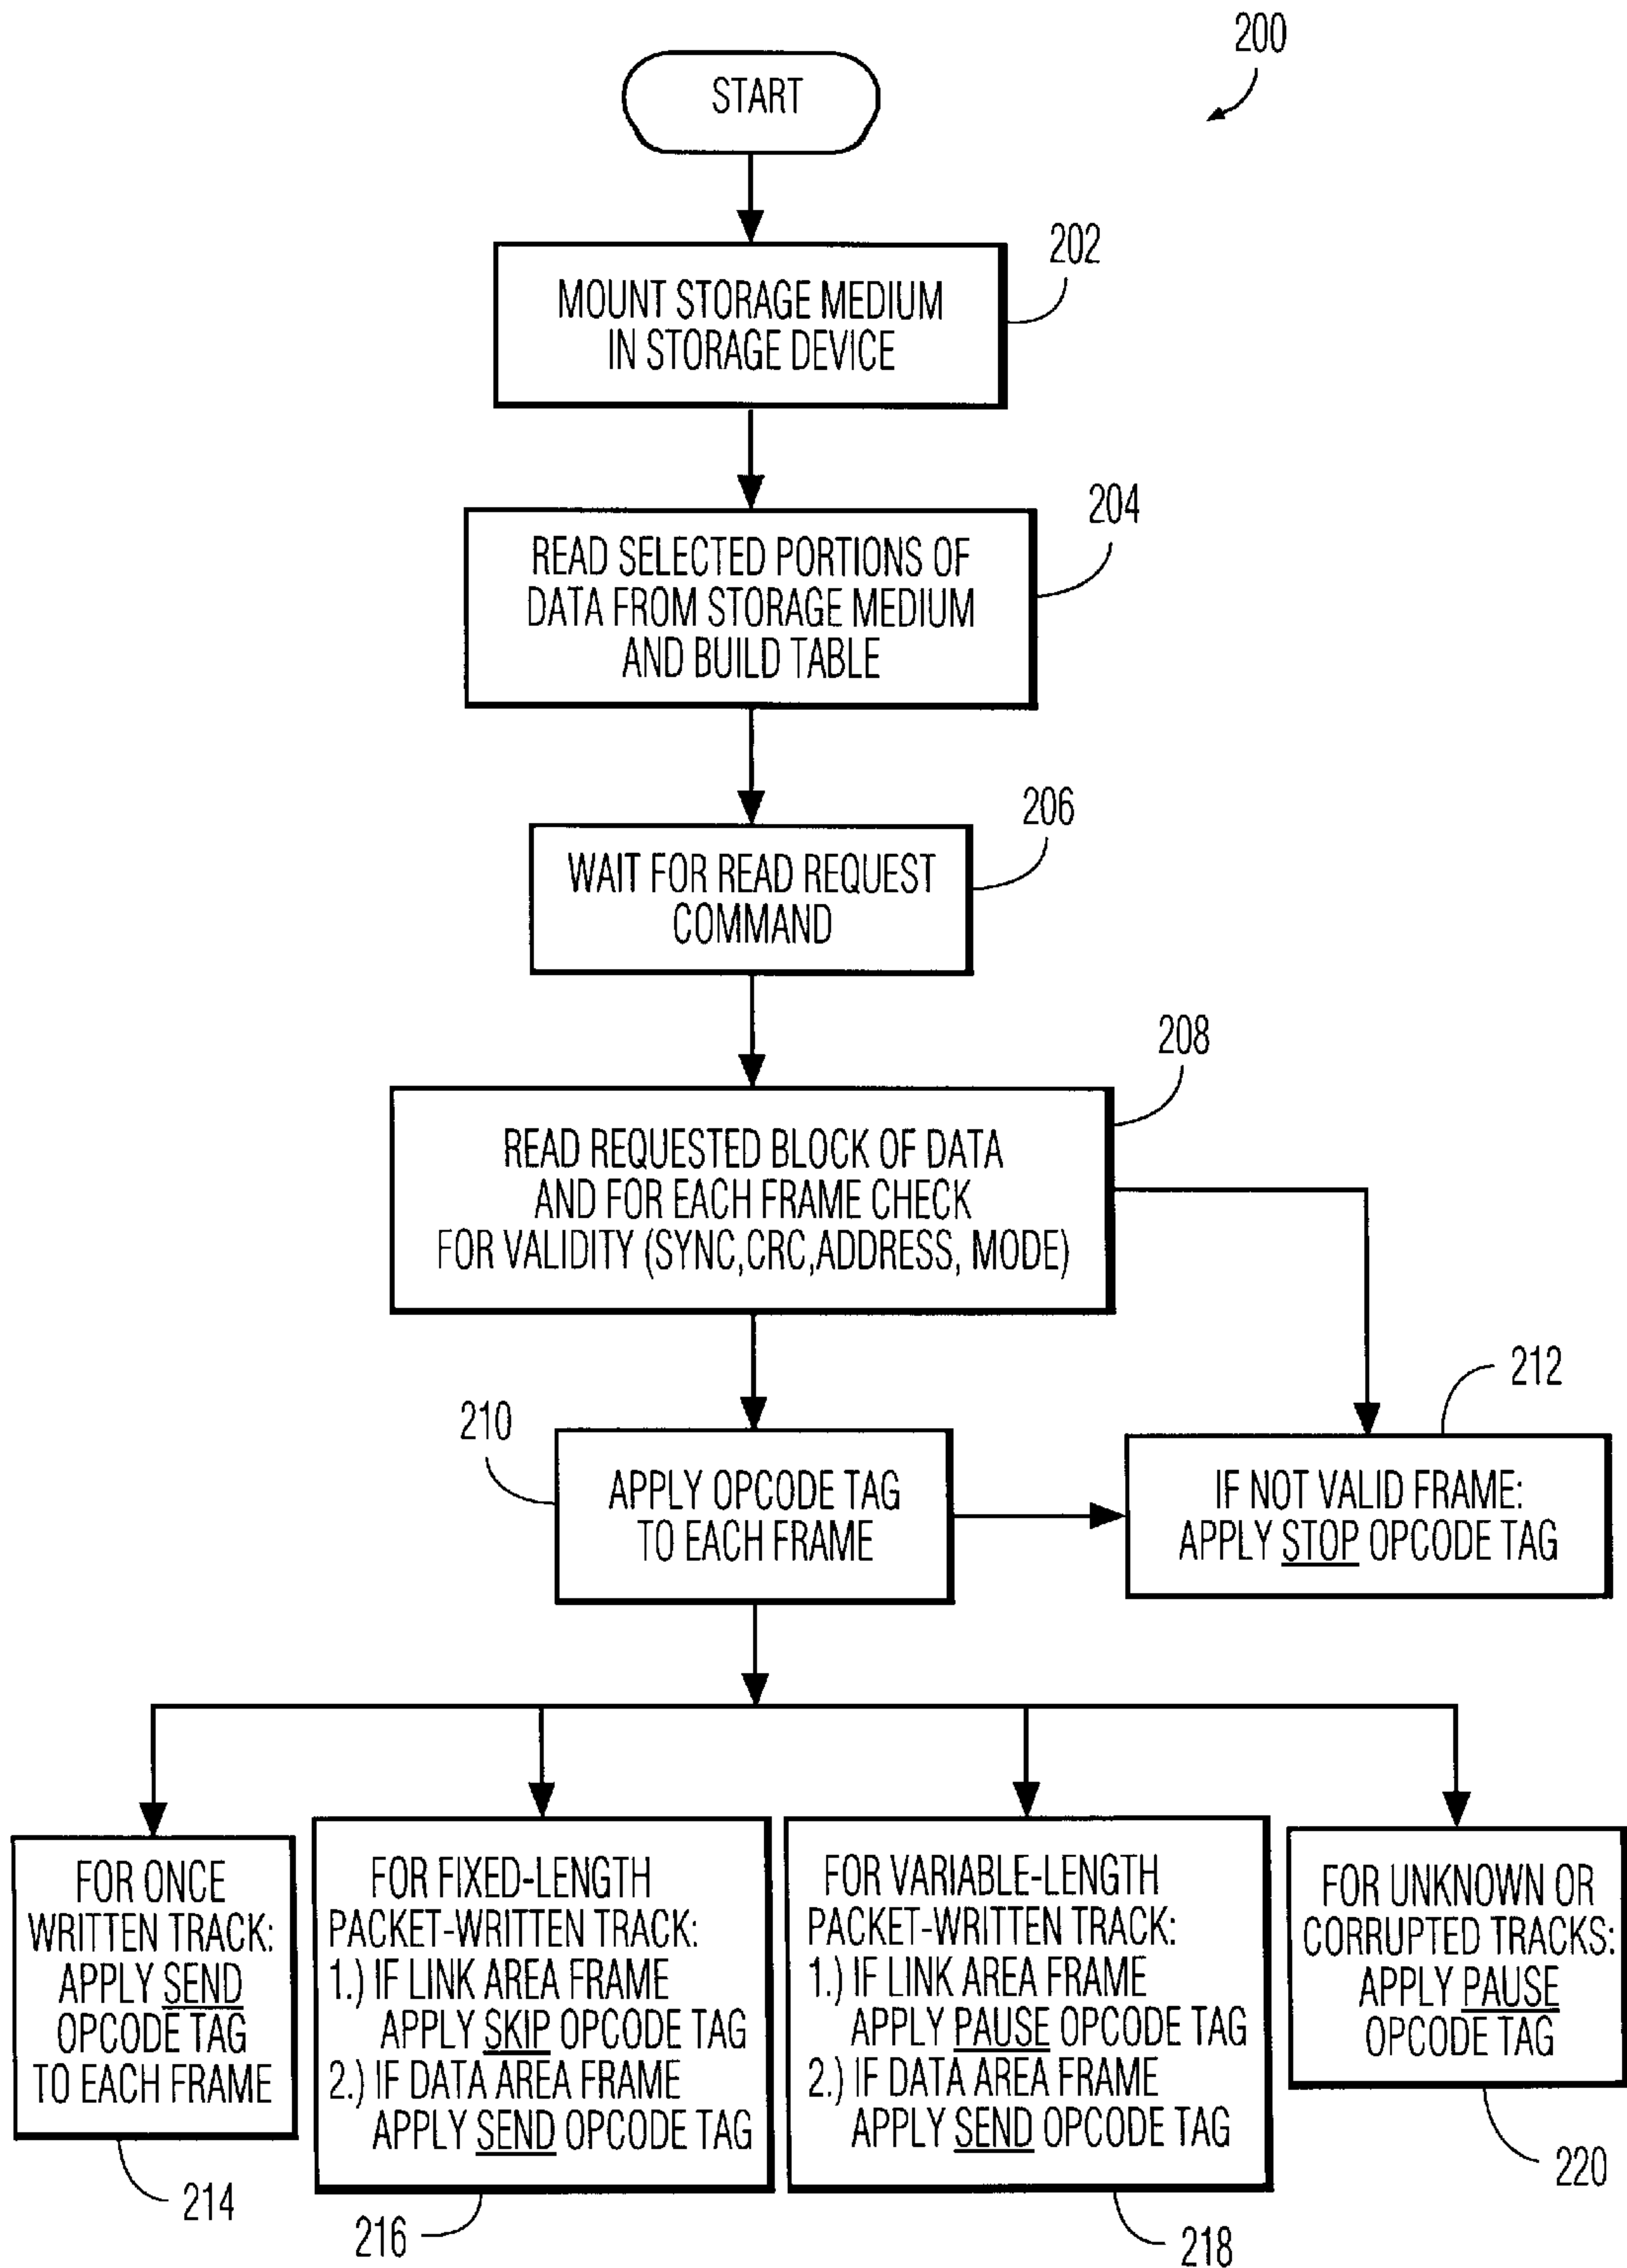 200
START
202
MOUNT STORAGE MEDIUM
IN STORAGE DEVICE
204
READ SELECTED PORTIONS OF
DATA FROM STORAGE MEDIUM
AND BUILD TABLE
206
WAIT FOR READ REQUEST
COMMAND
208
READ REQUESTED BLOCK OF DATA
AND FOR EACH FRAME CHECK
FOR VALIDITY (SYNC,CRC,ADDRESS, MODE)
210
APPLY OPCODE TAG
TO EACH FRAME
212
IF NOT VALID FRAME:
APPLY STOP OPCODE TAG
FOR ONCE
WRITTEN TRACK:
APPLY SEND
OPCODE TAG
TO EACH FRAME
214
FOR FIXED-LENGTH
PACKET-WRITTEN TRACK:
1.) IF LINK AREA FRAME
APPLY SKIP OPCODE TAG
2.) IF DATA AREA FRAME
APPLY SEND OPCODE TAG
216
FOR VARIABLE-LENGTH
PACKET-WRITTEN TRACK:
1.) IF LINK AREA FRAME
APPLY PAUSE OPCODE TAG
2.) IF DATA AREA FRAME
APPLY SEND OPCODE TAG
218
FOR UNKNOWN OR
CORRUPTED TRACKS:
APPLY PAUSE
OPCODE TAG
220